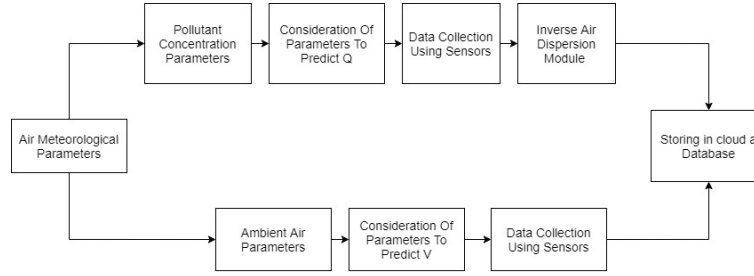 Pollutant
Concentration
Parameters
Consideration Of
Parameters To
Predict Q
Data Collection
Using Sensors
Inverse Air
Dispersion
Module
Air Meteorological
Parameters
Storing in cloud a
Database
Ambient Air
Parameters
Consideration Of
Parameters To
Predict V
Data Collection
Using Sensors